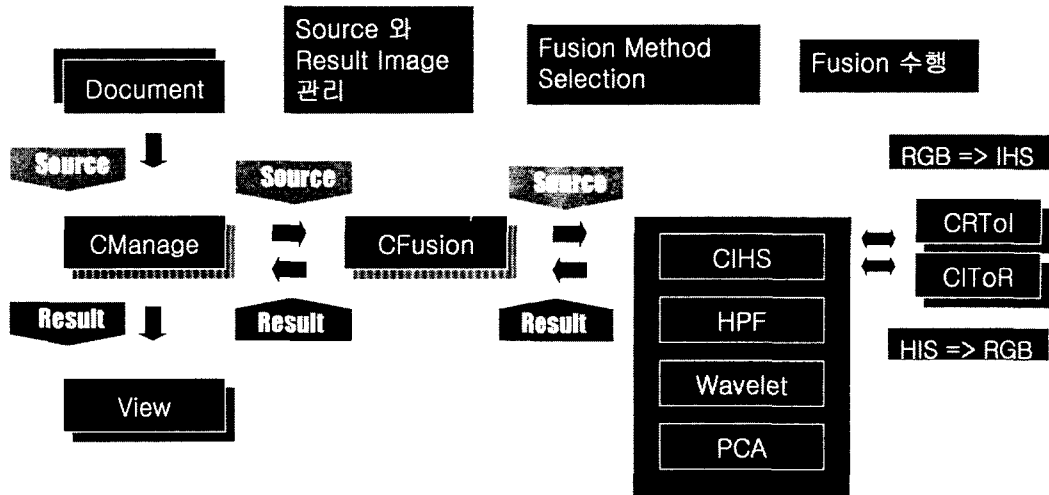 Source 와
Result Image
관리
Fusion Method
Selection
Fusion 수행
Document
Source
Source
Source
RGB => IHS
CManage
CFusion
CIHS
CRToI
CIToR
Result
Result
Result
HPF
HIS => RGB
Wavelet
View
PCA